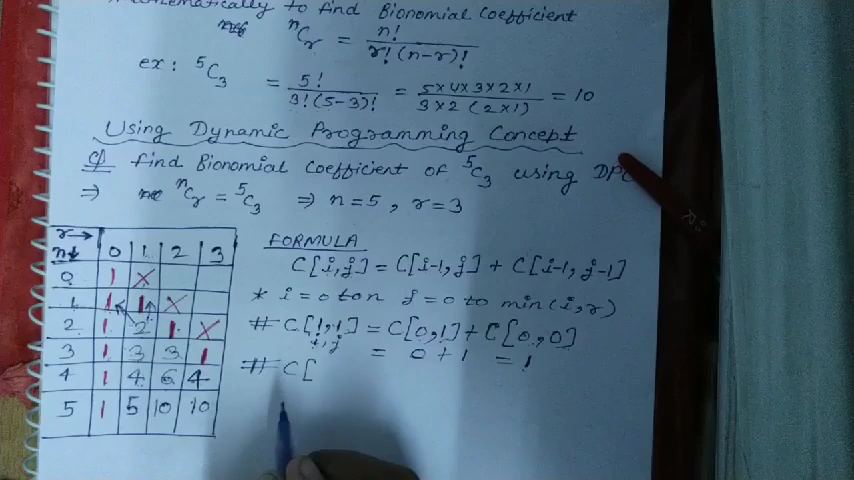 Mathematically to find Bionomial Coefficient
nCr = n! / r!(n-r)!
ex: 5C3 = 5! / 3!(5-3)! = 5×4×3×2×1 / 3×2(2×1) = 10
Using Dynamic Programming Concept
Q find Bionomial Coefficient of 5C3 using DPC
⇒ nCr = 5C3 ⇒ n=5, r=3
r→
n↓ 0 1 2 3
0 1 X
1 1 1 X
2 1 2 1 X
3 1 3 3 1
4 1 4 6 4
5 1 5 10 10
FORMULA
C[i,j] = C[i-1,j] + C[i-1,j-1]
* i=0 to n j=0 to min(i,r)
# C[1,1] = C[0,1] + C[0,0]
i,j
= 0+1 = 1
# C[